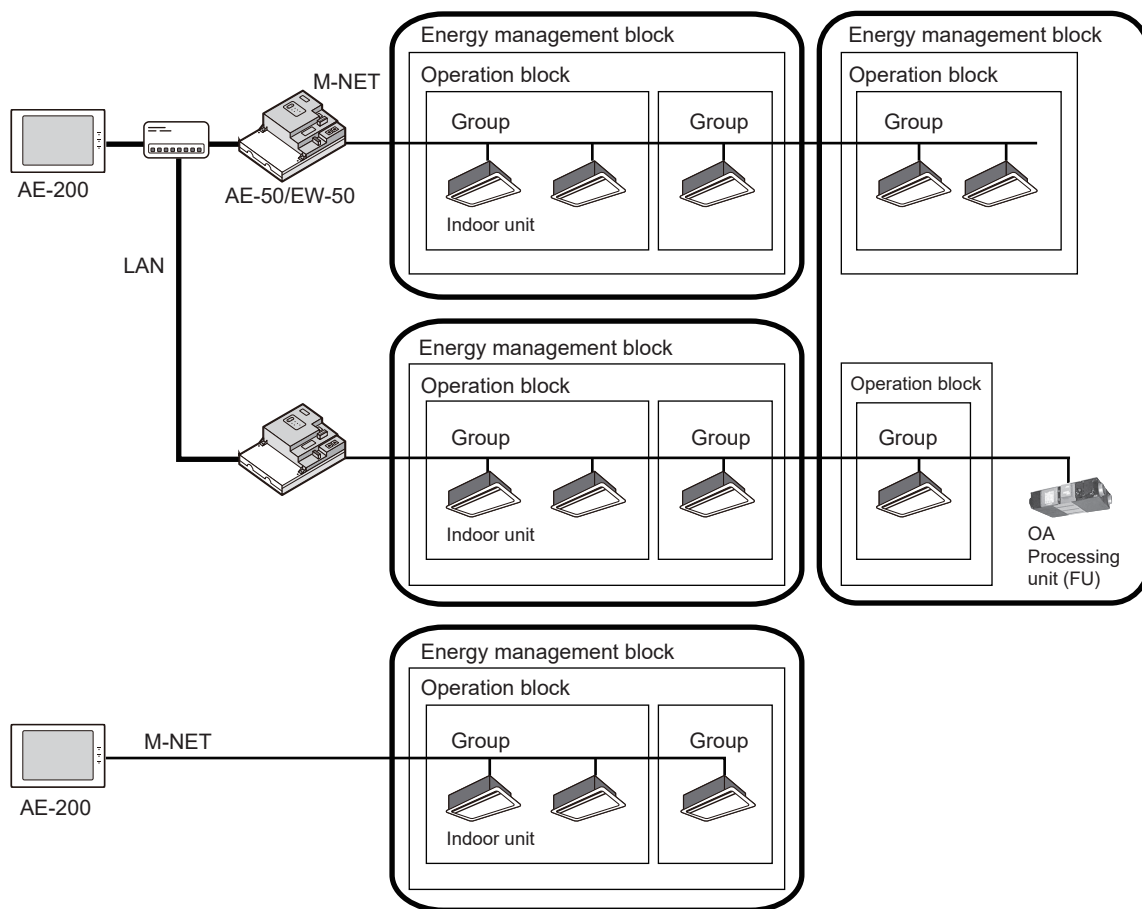 Energy management block
Energy management block
Operation block
Operation block
M-NET
Group
Group
Group
AE-200
AE-50/EW-50
Indoor unit
LAN
Energy management block
Operation block
Operation block
Group
Group
Group
Indoor unit
OA
Processing
unit (FU)
Energy management block
Operation block
M-NET
Group
Group
AE-200
Indoor unit